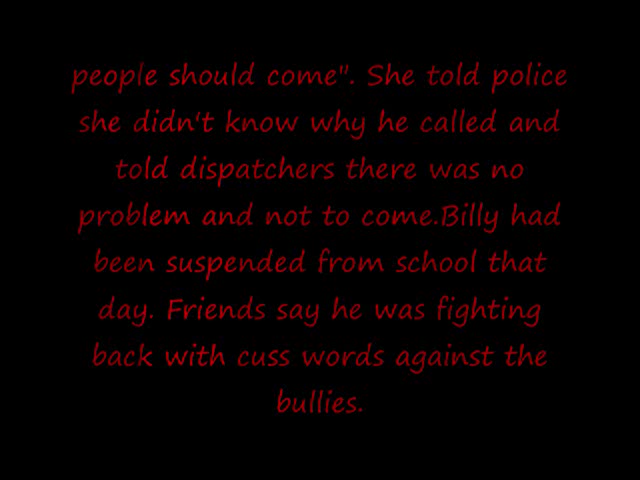 people should come". She told police
she didn't know why he called and
told dispatchers there was no
problem and not to come.Billy had
been suspended from school that
day. Friends say he was fighting
back with cuss words against the
bullies.